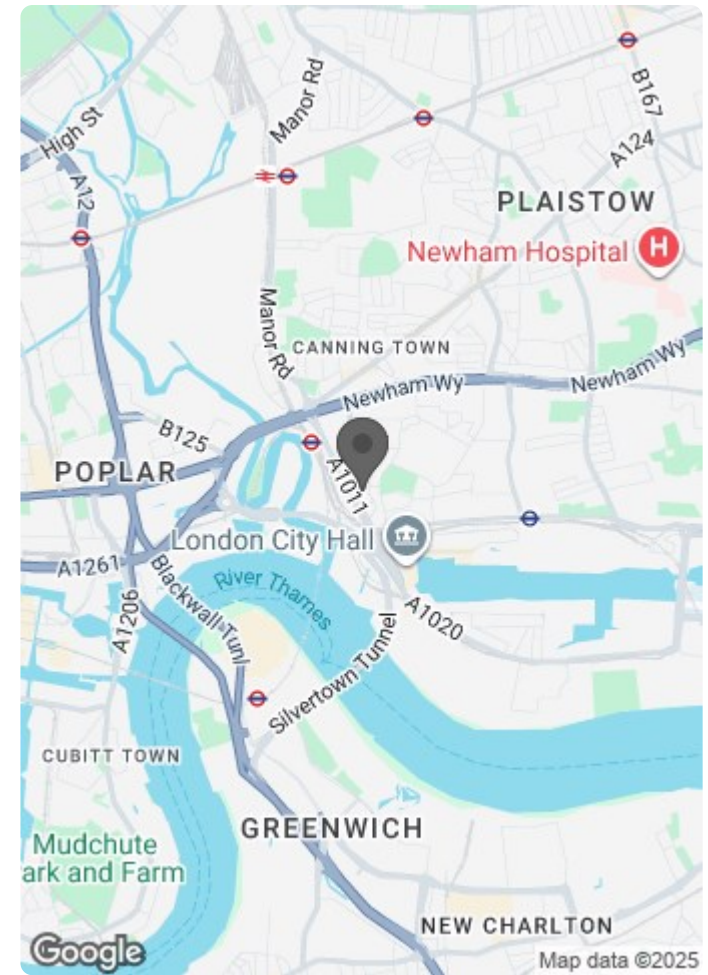 Manor Rd
B167
High St
A124
A12
PLAISTOW
Newham Hospital
H
Manor Rd
CANNING TOWN
Newham Wy
Newham Wy
B125
POPLAR
A1011
London City Hall
A1261
River Thames
Blackwall Tunl
A1206
A1020
Silvertown Tunnel
CUBITT TOWN
GREENWICH
Mudchute
ark and Farm
NEW CHARLTON
Google
Map data ©2025